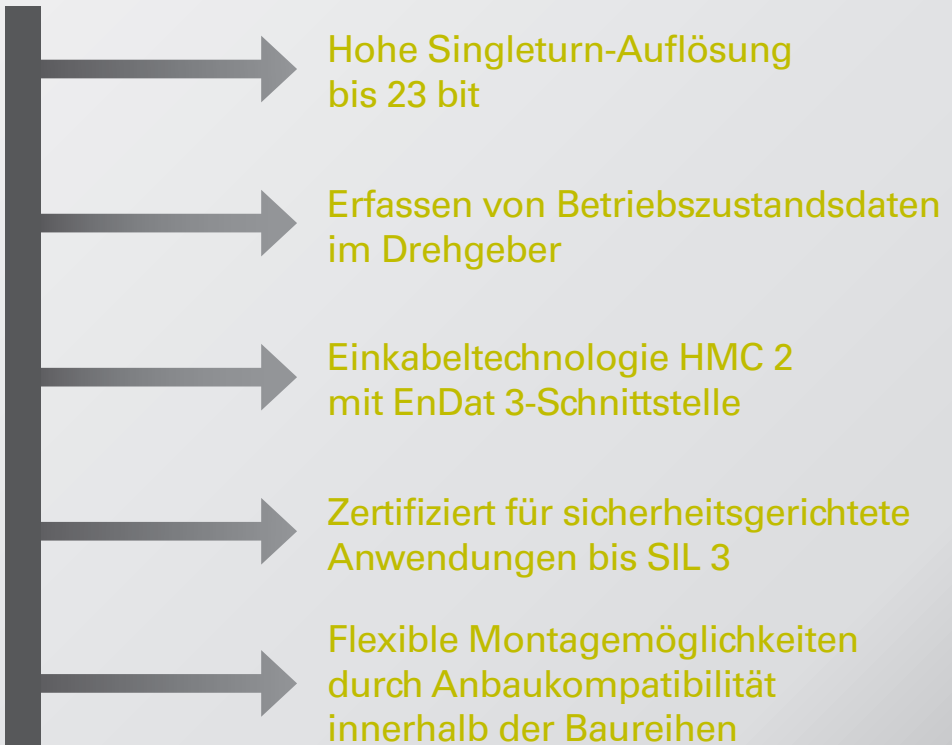 Hohe Singleturn-Auflösung
bis 23 bit
Erfassen von Betriebszustandsdaten
im Drehgeber
Einkabeltechnologie HMC 2
mit EnDat 3-Schnittstelle
Zertifiziert für sicherheitsgerichtete
Anwendungen bis SIL 3
Flexible Montagemöglichkeiten
durch Anbaukompatibilität
innerhalb der Baureihen